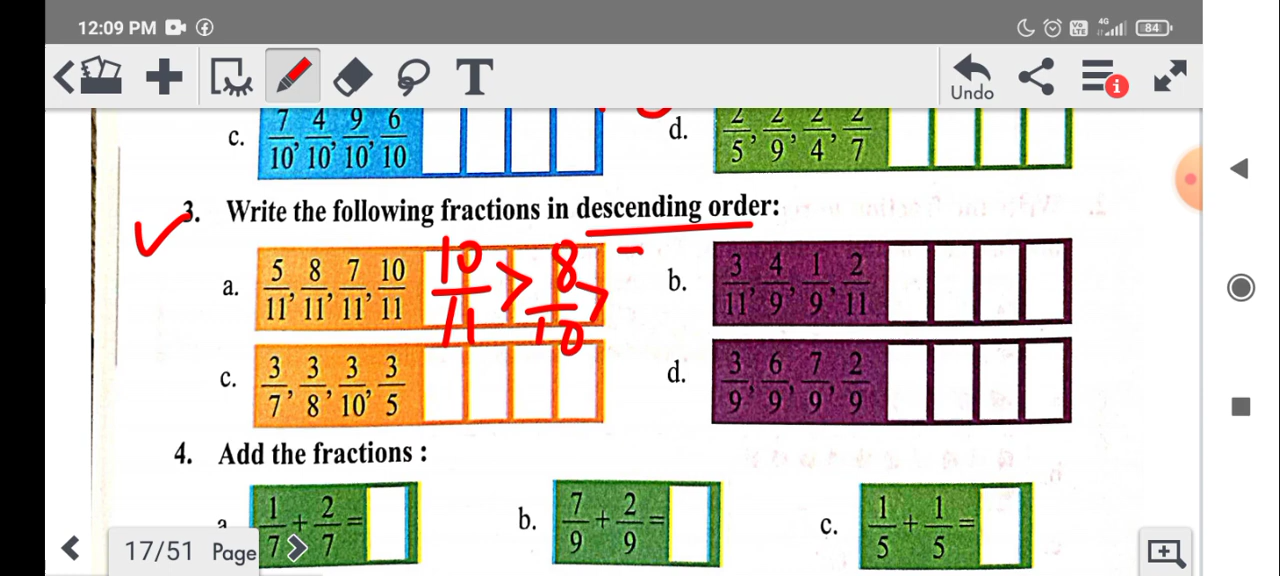 12:09 PM
4G
Vo LTE
84
T
Undo
i
c. 7/10, 4/10, 9/10, 6/10
d. 2/5, 2/9, 2/4, 2/7
3. Write the following fractions in descending order:
a. 5/11, 8/11, 7/11, 10/11 10/11 > 8/10 >
b. 3/11, 4/9, 1/9, 2/11
c. 3/7, 3/8, 3/10, 3/5
d. 3/9, 6/9, 7/9, 2/9
4. Add the fractions :
a. 1/7 + 2/7 =
b. 7/9 + 2/9 =
c. 1/5 + 1/5 =
17/51 Page